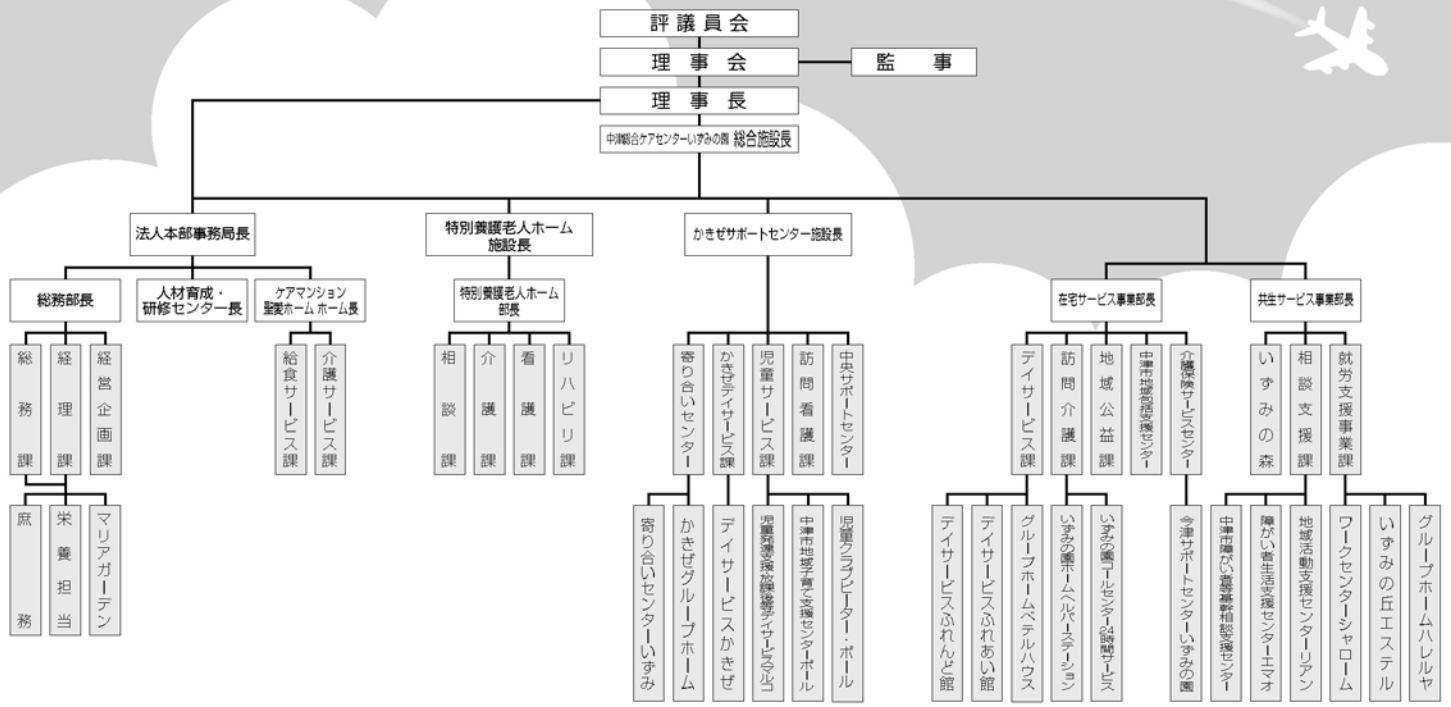 評議員会
理事会
監事
理事長
中津総合ケアセンターいずみの園 総合施設長
法人本部事務局長
特別養護老人ホーム
施設長
かきぜサポートセンター施設長
総務部長
人材育成・
研修センター長
ケアマンション
聖愛ホーム ホーム長
特別養護老人ホーム
部長
在宅サービス事業部長
共生サービス事業部長
総務課
経理課
経営企画課
給食サービス課
介護サービス課
相談課
介護課
看護課
リハビリ課
寄り合いセンター
かきぜデイサービス課
児童サービス課
訪問看護課
中央サポートセンター
デイサービス課
訪問介護課
地域公益課
中津市地域包括支援センター
介護保険サービスセンター
いずみの森
相談支援課
就労支援事業課
庶務
栄養担当
マリアガーデン
寄り合いセンターいずみ
かきぜグループホーム
デイサービスかきぜ
児童発達支援・放課後等デイサービスマルコ
中津市地域子育て支援センターポール
児童クラブピーター・ポール
デイサービスふれんど館
デイサービスふれあい館
グループホームベテルハウス
いずみの園ホームヘルパーステーション
いずみの園コールセンター24時間サービス
今津サポートセンターいずみの園
中津市障がい者等基幹相談支援センター
障がい者生活支援センターエマオ
地域活動支援センターリアン
ワークセンターシャローム
いずみの丘エステル
グループホームハレルヤ